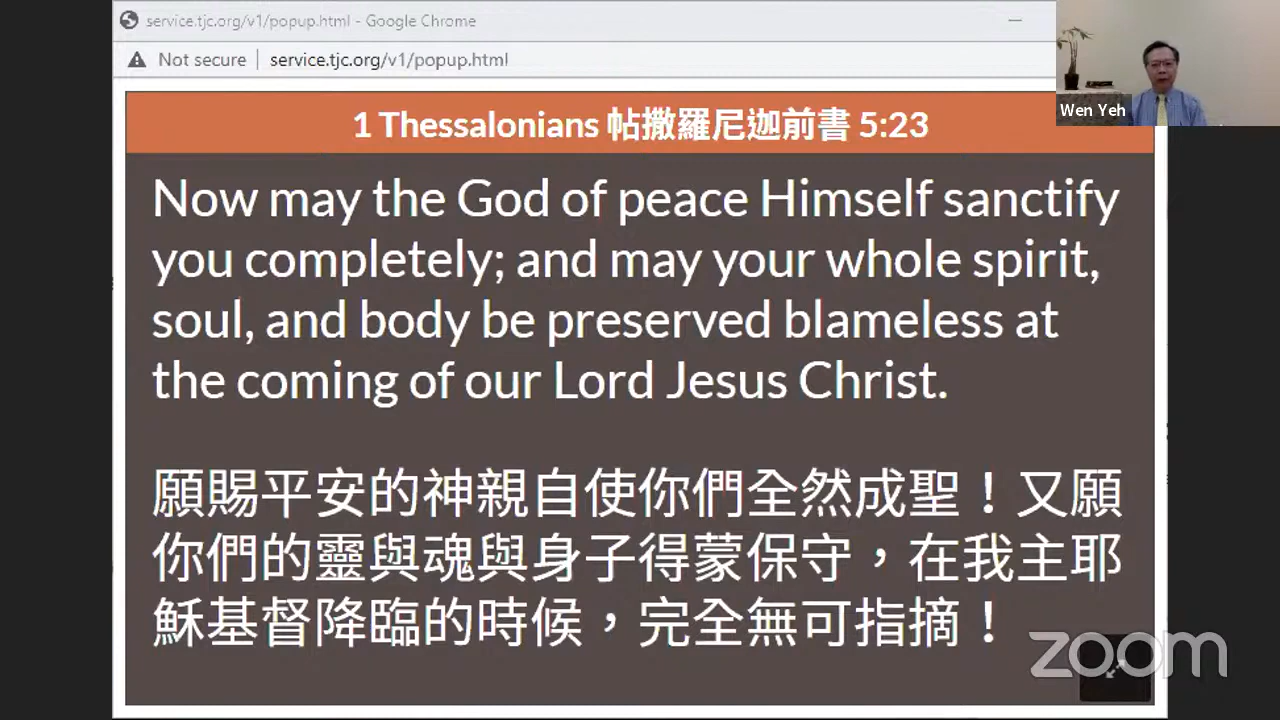 service.tjc.org/v1/popup.html - Google Chrome
Not secure | service.tjc.org/v1/popup.html
Wen Yeh
1 Thessalonians 帖撒羅尼迦前書 5:23
Now may the God of peace Himself sanctify
you completely; and may your whole spirit,
soul, and body be preserved blameless at
the coming of our Lord Jesus Christ.
願賜平安的神親自使你們全然成聖！又願
你們的靈與魂與身子得蒙保守，在我主耶
穌基督降臨的時候，完全無可指摘！
zoom